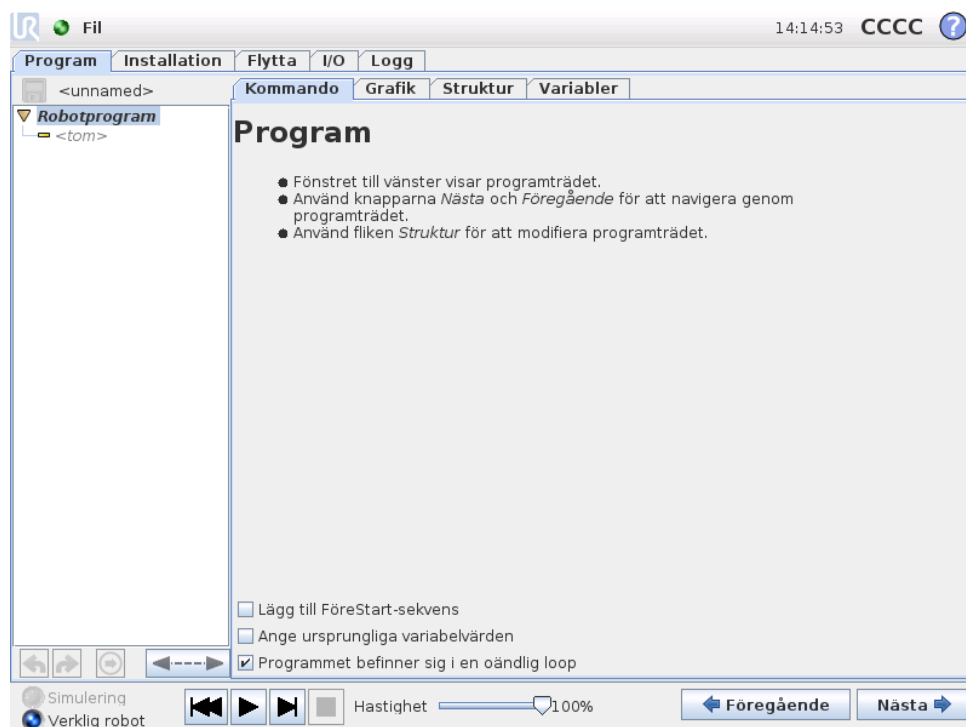 UR Fil 14:14:53 CCCC ?
Program Installation Flytta I/O Logg
<unnamed> Kommando Grafik Struktur Variabler
Robotprogram
<tom>
Program
Fönstret till vänster visar programträdet.
Använd knapparna Nästa och Föregående för att navigera genom
programträdet.
Använd fliken Struktur för att modifiera programträdet.
Lägg till FöreStart-sekvens
Ange ursprungliga variabelvärden
Programmet befinner sig i en oändlig loop
Simulering
Verklig robot
Hastighet 100%
Föregående Nästa